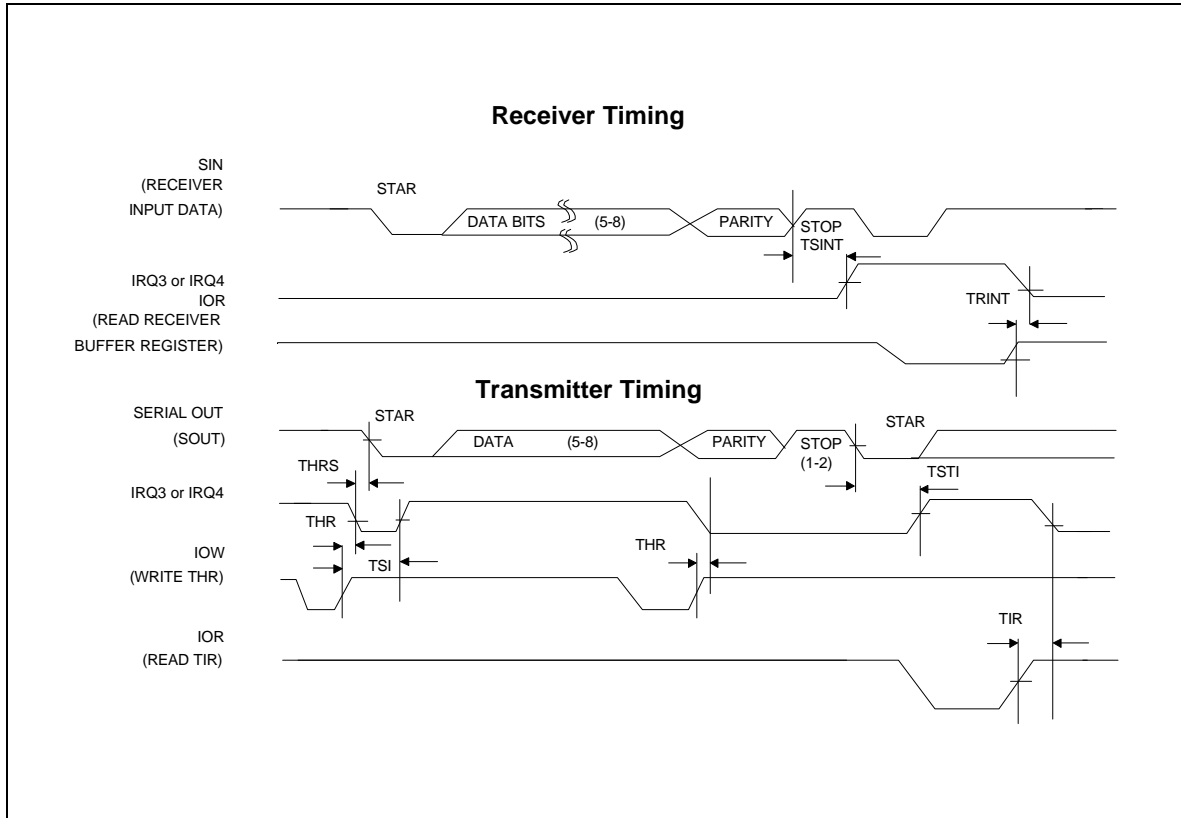 Receiver Timing
SIN
(RECEIVER
INPUT DATA)
STAR
DATA BITS (5-8)
PARITY
STOP
TSINT
IRQ3 or IRQ4
IOR
(READ RECEIVER
BUFFER REGISTER)
TRINT
Transmitter Timing
SERIAL OUT
(SOUT)
STAR
DATA (5-8)
PARITY
STOP
(1-2)
STAR
THRS
TSTI
IRQ3 or IRQ4
THR
THR
IOW
(WRITE THR)
TSI
IOR
(READ TIR)
TIR